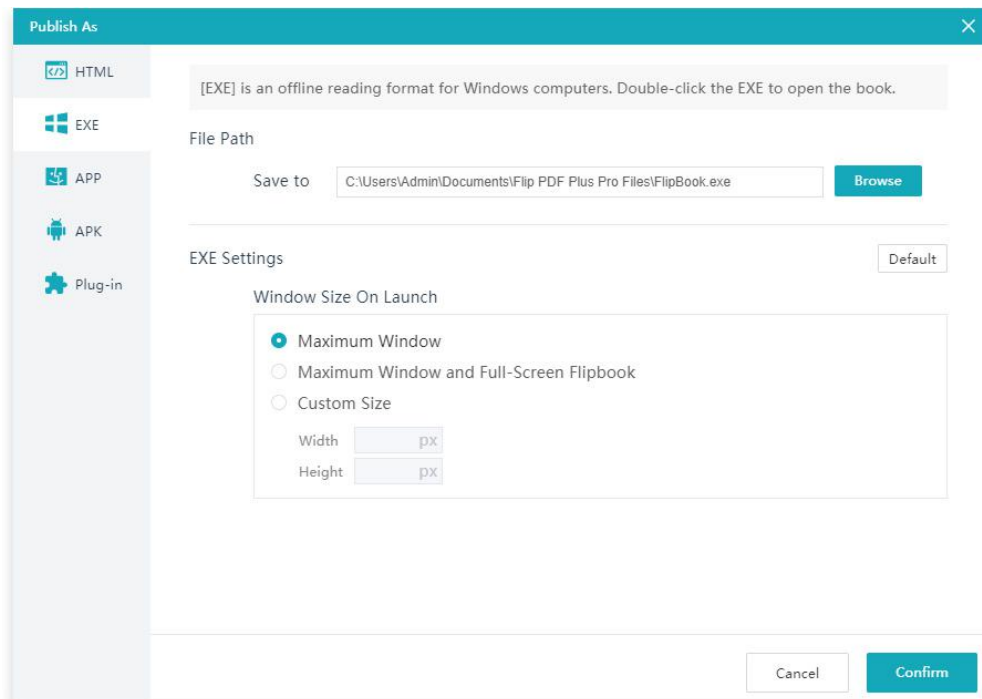 Publish As
HTML
EXE
APP
APK
Plug-in
[EXE] is an offline reading format for Windows computers. Double-click the EXE to open the book.
File Path
Save to C:\Users\Admin\Documents\Flip PDF Plus Pro Files\FlipBook.exe Browse
EXE Settings Default
Window Size On Launch
Maximum Window
Maximum Window and Full-Screen Flipbook
Custom Size
Width px
Height px
Cancel Confirm